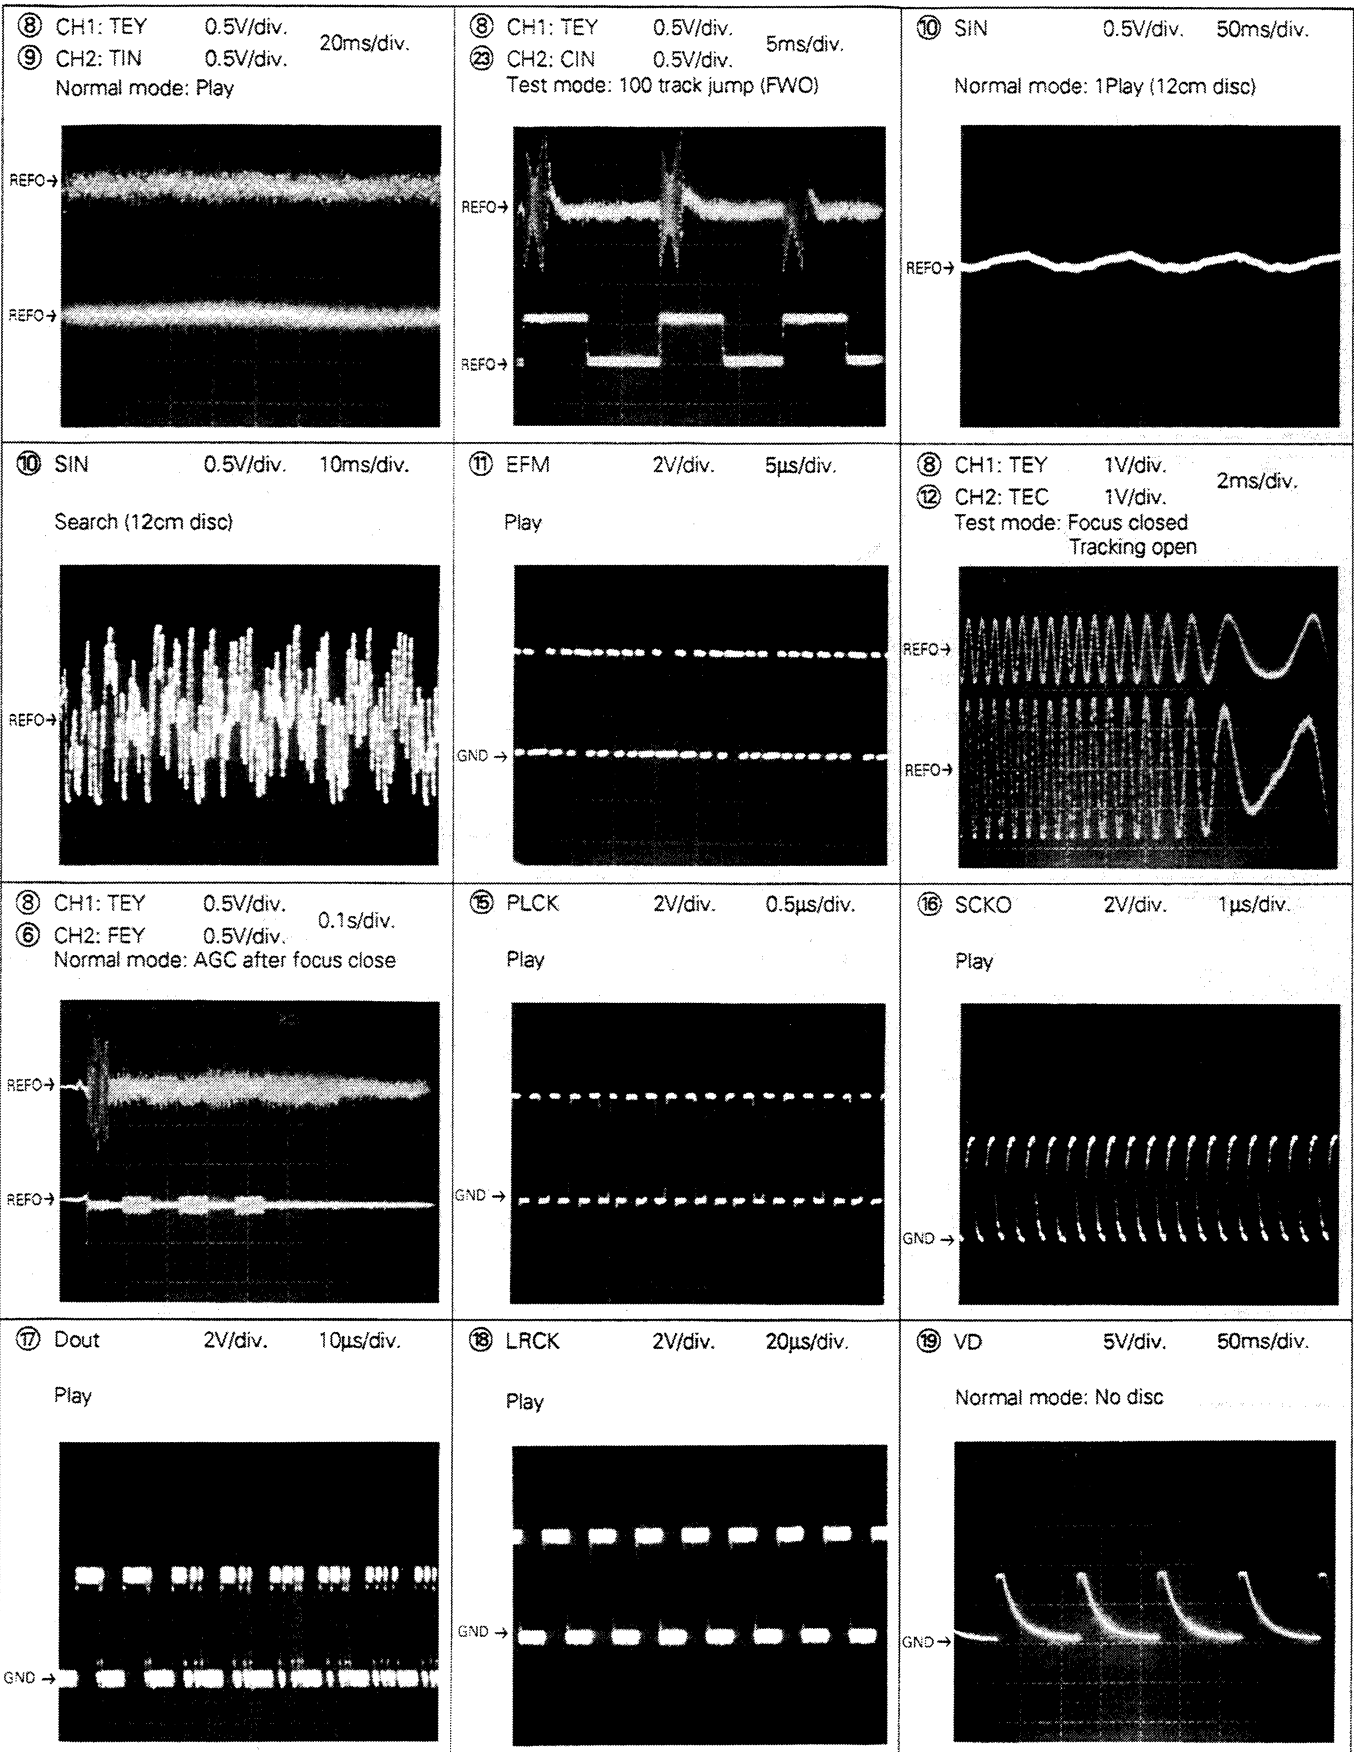 ⑧ CH1: TEY 0.5V/div. 20ms/div.
⑨ CH2: TIN 0.5V/div.
Normal mode: Play
REFO→
REFO→
⑧ CH1: TEY 0.5V/div. 5ms/div.
㉓ CH2: CIN 0.5V/div.
Test mode: 100 track jump (FWO)
REFO→
REFO→
⑩ SIN 0.5V/div. 50ms/div.
Normal mode: 1Play (12cm disc)
REFO→
⑩ SIN 0.5V/div. 10ms/div.
Search (12cm disc)
REFO→
⑪ EFM 2V/div. 5µs/div.
Play
GND →
⑧ CH1: TEY 1V/div. 2ms/div.
⑫ CH2: TEC 1V/div.
Test mode: Focus closed
Tracking open
REFO→
REFO→
⑧ CH1: TEY 0.5V/div. 0.1s/div.
⑥ CH2: FEY 0.5V/div.
Normal mode: AGC after focus close
REFO→
REFO→
⑮ PLCK 2V/div. 0.5µs/div.
Play
GND →
⑯ SCKO 2V/div. 1µs/div.
Play
GND →
⑰ Dout 2V/div. 10µs/div.
Play
GND →
⑱ LRCK 2V/div. 20µs/div.
Play
GND →
⑲ VD 5V/div. 50ms/div.
Normal mode: No disc
GND→